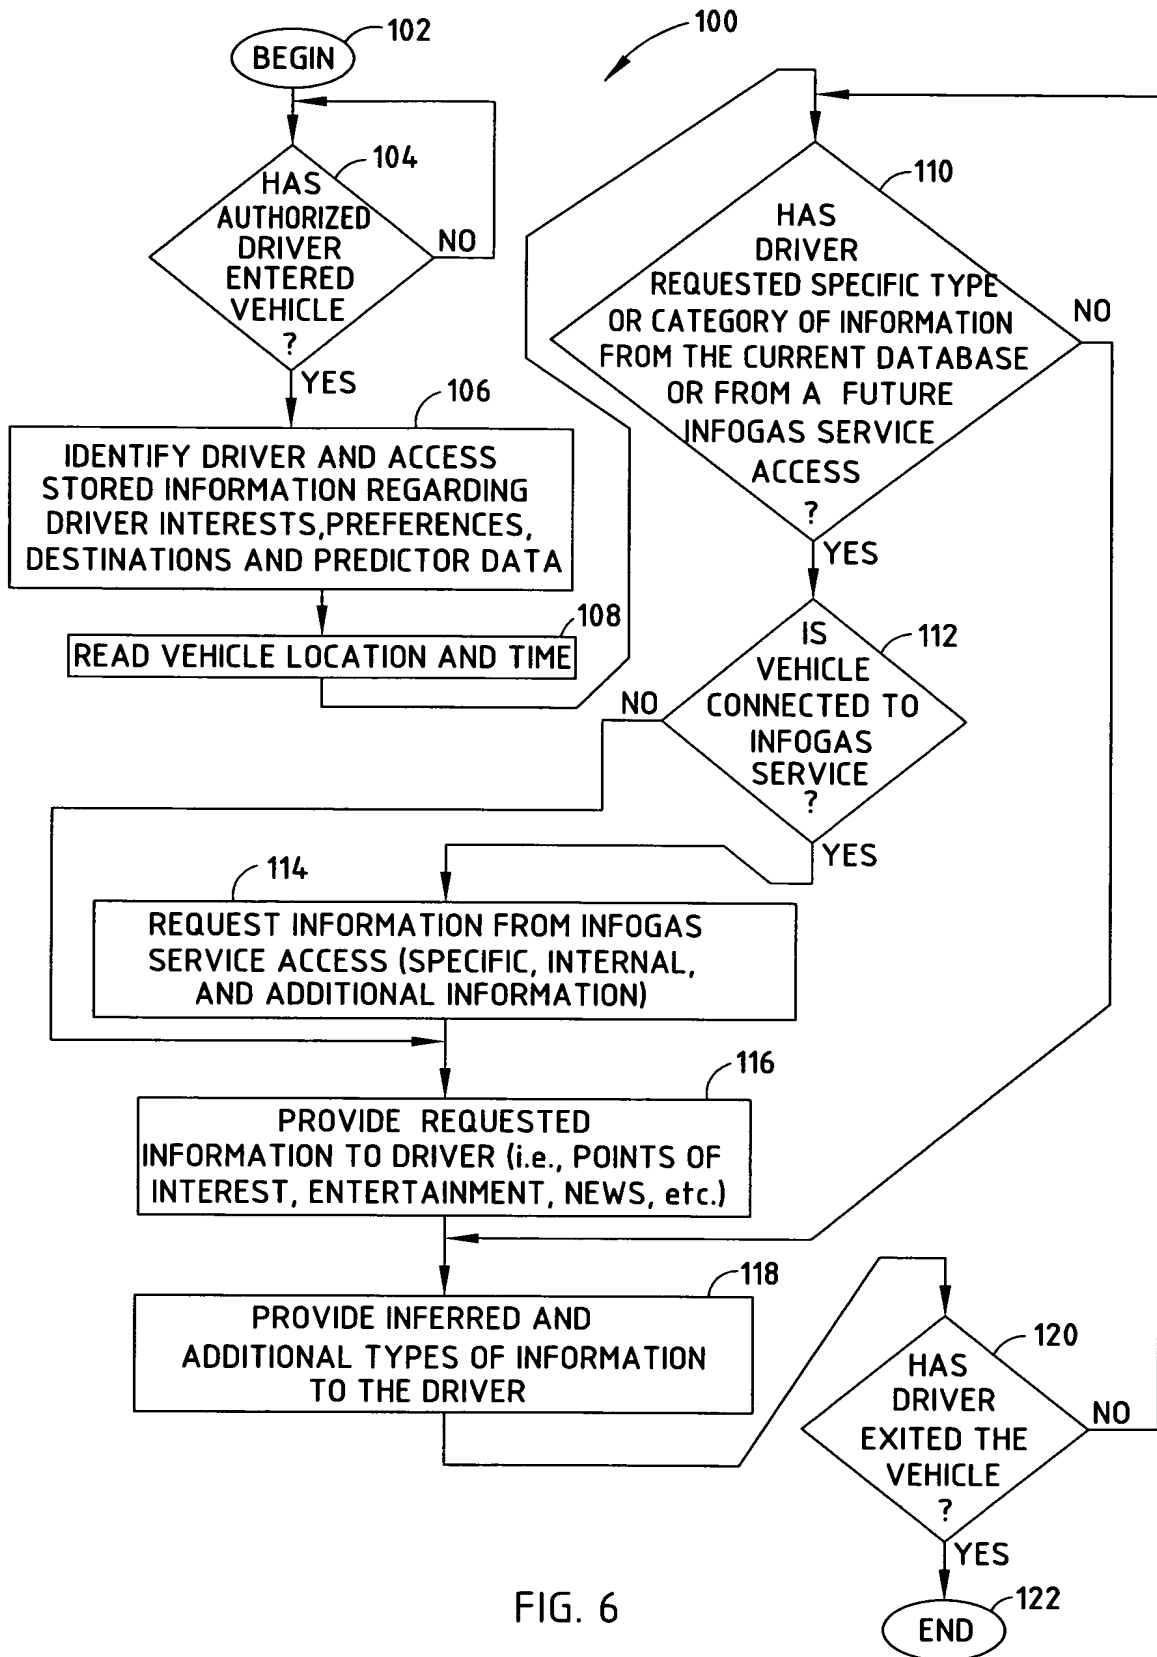 100
BEGIN
102
HAS
AUTHORIZED
DRIVER
ENTERED
VEHICLE
?
104
NO
YES
106
IDENTIFY DRIVER AND ACCESS
STORED INFORMATION REGARDING
DRIVER INTERESTS,PREFERENCES,
DESTINATIONS AND PREDICTOR DATA
108
READ VEHICLE LOCATION AND TIME
110
HAS
DRIVER
REQUESTED SPECIFIC TYPE
OR CATEGORY OF INFORMATION
FROM THE CURRENT DATABASE
OR FROM A FUTURE
INFOGAS SERVICE
ACCESS
?
NO
YES
112
IS
VEHICLE
CONNECTED TO
INFOGAS
SERVICE
?
NO
YES
114
REQUEST INFORMATION FROM INFOGAS
SERVICE ACCESS (SPECIFIC, INTERNAL,
AND ADDITIONAL INFORMATION)
116
PROVIDE REQUESTED
INFORMATION TO DRIVER (i.e., POINTS OF
INTEREST, ENTERTAINMENT, NEWS, etc.)
118
PROVIDE INFERRED AND
ADDITIONAL TYPES OF INFORMATION
TO THE DRIVER
120
HAS
DRIVER
EXITED THE
VEHICLE
?
NO
YES
122
END
FIG. 6